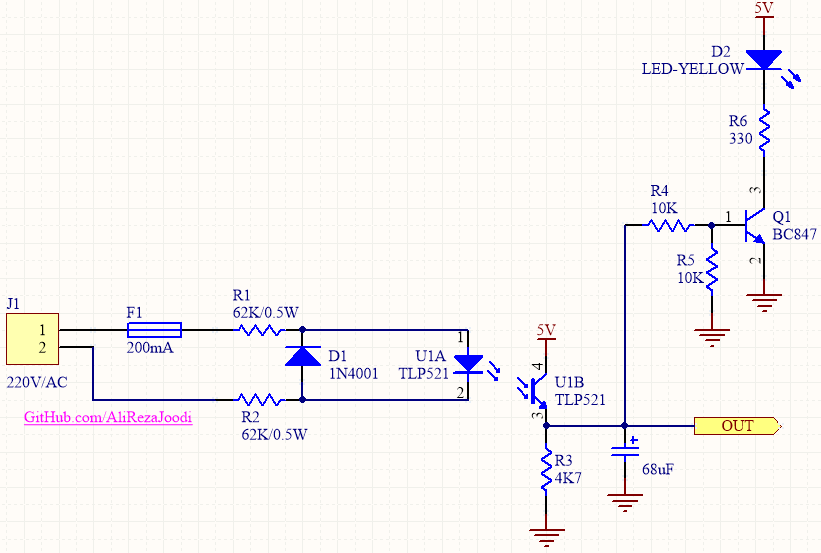 5V
D2
LED-YELLOW
R6
330
3
R4
10K
1
Q1
BC847
R5
10K
2
J1
1
2
220V/AC
F1
200mA
R1
62K/0.5W
D1
1N4001
1
U1A
TLP521
2
R2
62K/0.5W
GitHub.com/AliRezaJoodi
5V
4
U1B
TLP521
3
OUT
R3
4K7
+
68uF